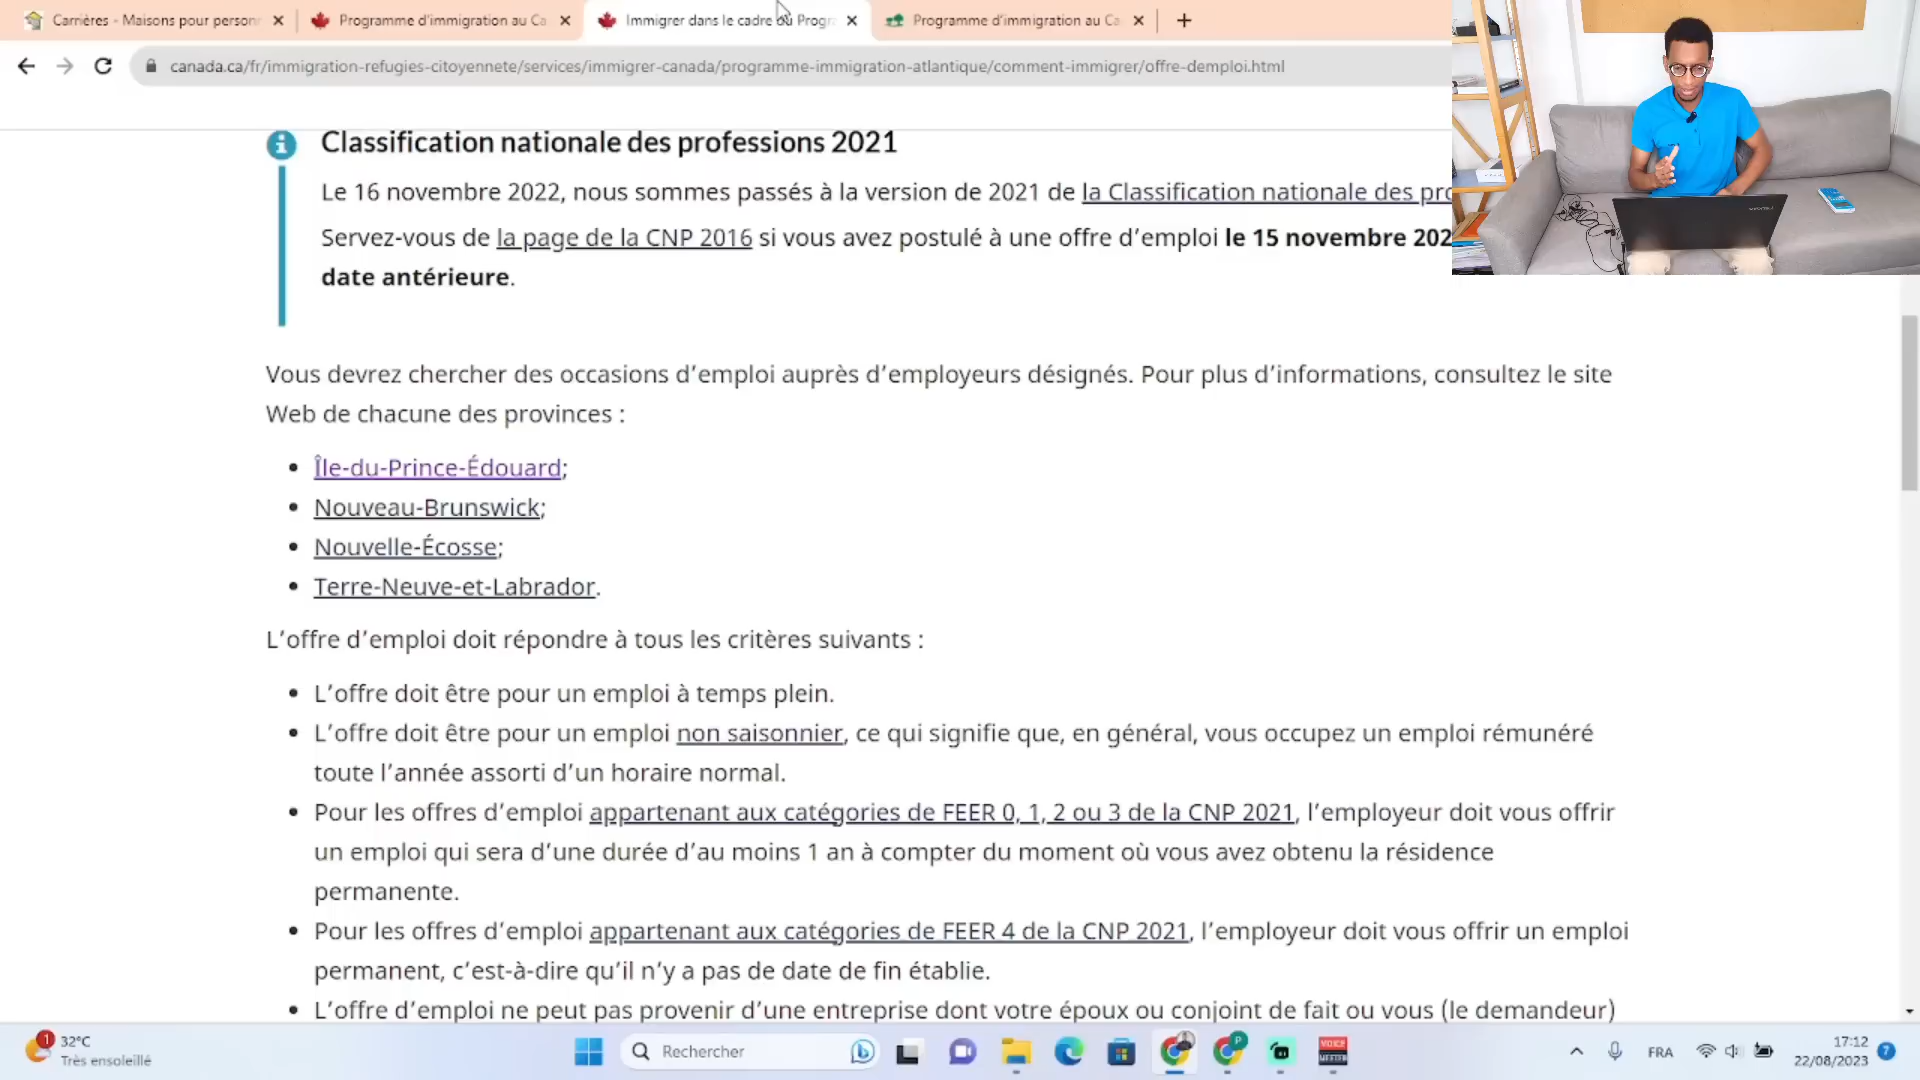 Carrières - Maisons pour person
Programme d'immigration au Ca
Immigrer dans le cadre du Progr
Programme d'immigration au Ca
canada.ca/fr/immigration-refugies-citoyennete/services/immigrer-canada/programme-immigration-atlantique/comment-immigrer/offre-demploi.html
Classification nationale des professions 2021
Le 16 novembre 2022, nous sommes passés à la version de 2021 de la Classification nationale des pro
Servez-vous de la page de la CNP 2016 si vous avez postulé à une offre d'emploi le 15 novembre 202
date antérieure.
Vous devrez chercher des occasions d'emploi auprès d'employeurs désignés. Pour plus d'informations, consultez le site
Web de chacune des provinces :
Île-du-Prince-Édouard;
Nouveau-Brunswick;
Nouvelle-Écosse;
Terre-Neuve-et-Labrador.
L'offre d'emploi doit répondre à tous les critères suivants :
L'offre doit être pour un emploi à temps plein.
L'offre doit être pour un emploi non saisonnier, ce qui signifie que, en général, vous occupez un emploi rémunéré
toute l'année assorti d'un horaire normal.
Pour les offres d'emploi appartenant aux catégories de FEER 0, 1, 2 ou 3 de la CNP 2021, l'employeur doit vous offrir
un emploi qui sera d'une durée d'au moins 1 an à compter du moment où vous avez obtenu la résidence
permanente.
Pour les offres d'emploi appartenant aux catégories de FEER 4 de la CNP 2021, l'employeur doit vous offrir un emploi
permanent, c'est-à-dire qu'il n'y a pas de date de fin établie.
L'offre d'emploi ne peut pas provenir d'une entreprise dont votre époux ou conjoint de fait ou vous (le demandeur)
1
32°C
Très ensoleillé
Rechercher
P
VOICE
MEETER
FRA
17:12
22/08/2023
7